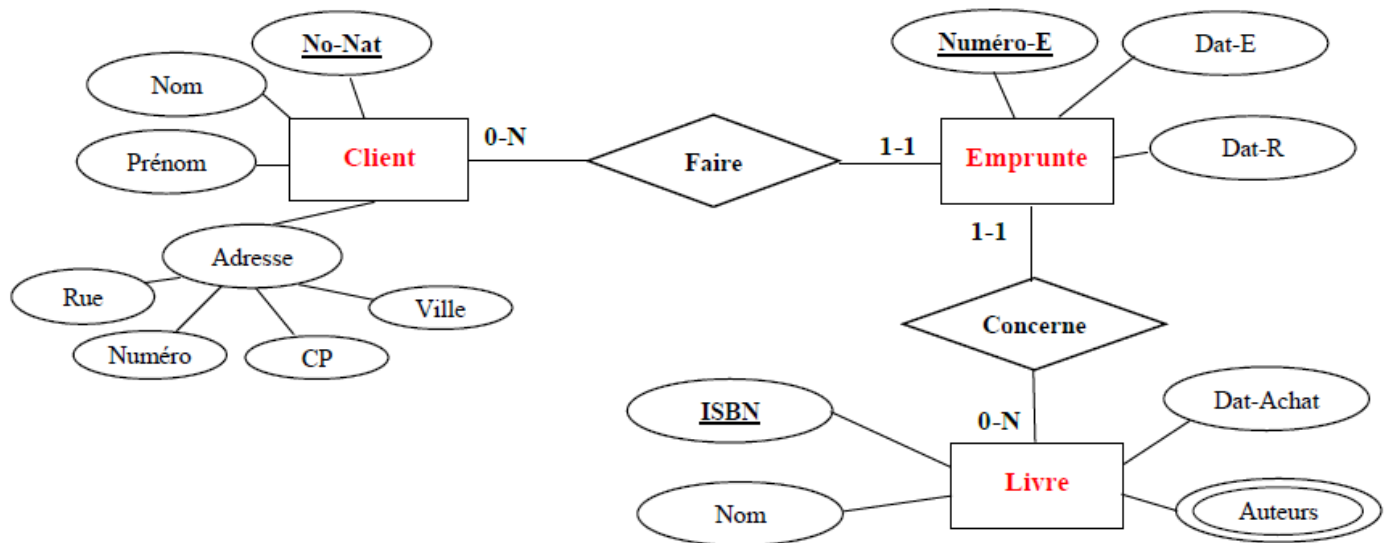 No-Nat
Numéro-E
Dat-E
Nom
0-N
1-1
Client
Faire
Emprunte
Prénom
Dat-R
1-1
Adresse
Rue
Ville
Concerne
Numéro
CP
ISBN
0-N
Dat-Achat
Livre
Nom
Auteurs